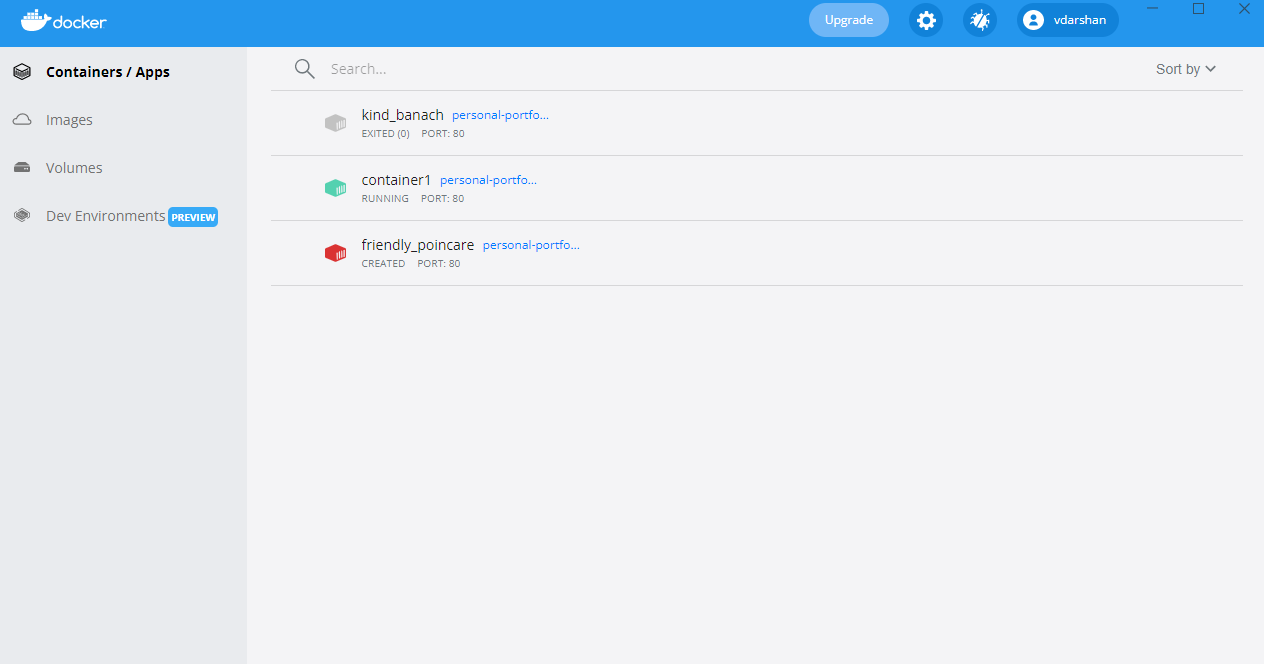 docker
Upgrade
vdarshan
Containers / Apps
Images
Volumes
Dev Environments PREVIEW
Search...
Sort by
kind_banach personal-portfo...
EXITED (0) PORT: 80
container1 personal-portfo...
RUNNING PORT: 80
friendly_poincare personal-portfo...
CREATED PORT: 80